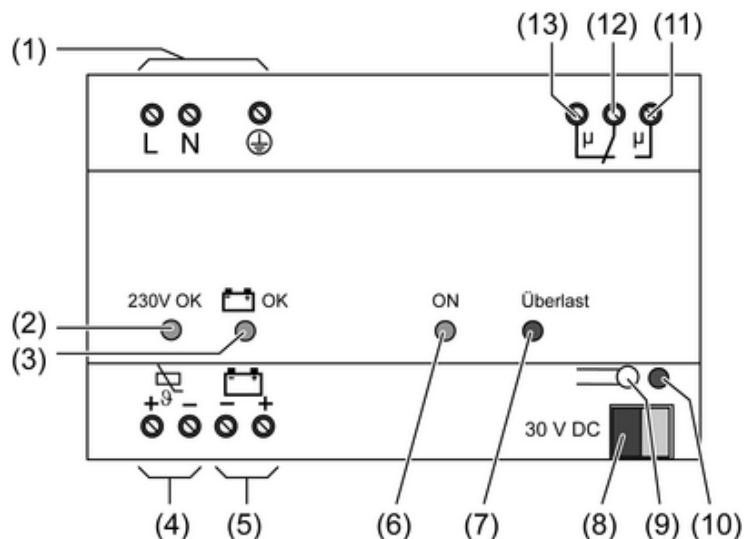 (1)
(13) (12) (11)
L N
µ µ
230V OK
OK
ON
Überlast
(2)
(3)
ϑ
+ − − +
30 V DC
(4) (5) (6) (7) (8) (9) (10)